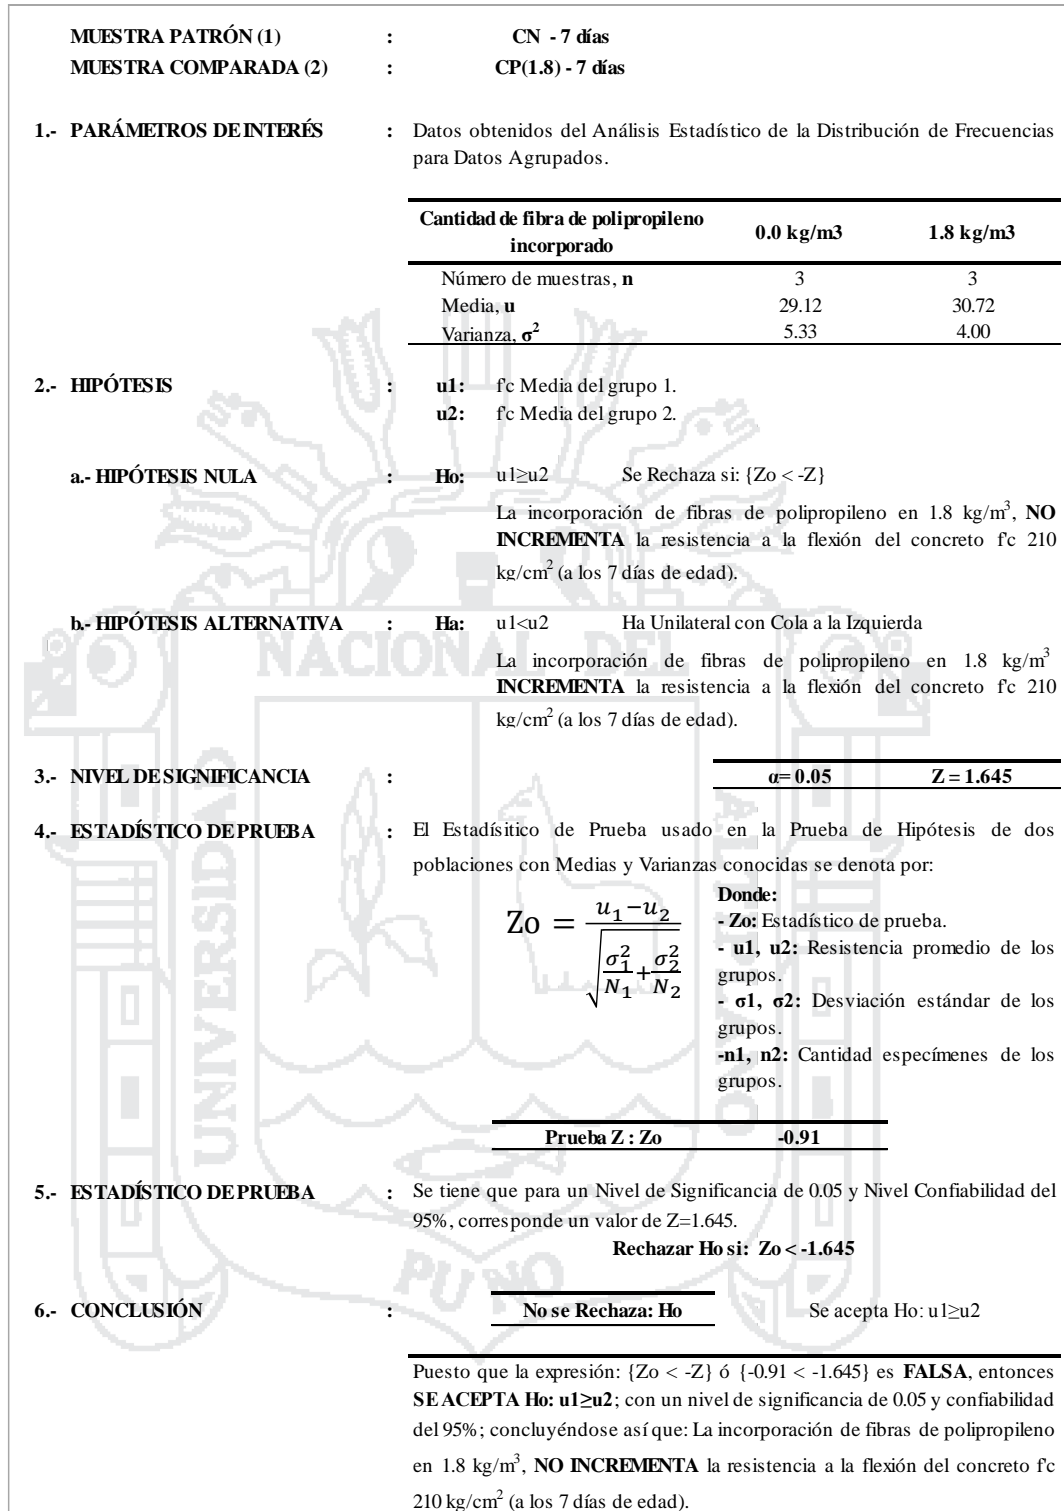 MUESTRA PATRÓN (1) : CN - 7 días
MUESTRA COMPARADA (2) : CP(1.8) - 7 días
1.- PARÁMETROS DE INTERÉS : Datos obtenidos del Análisis Estadístico de la Distribución de Frecuencias
para Datos Agrupados.
Cantidad de fibra de polipropileno incorporado 0.0 kg/m3 1.8 kg/m3
Número de muestras, n 3 3
Media, u 29.12 30.72
Varianza, σ² 5.33 4.00
2.- HIPÓTESIS : u1: f'c Media del grupo 1.
u2: f'c Media del grupo 2.
a.- HIPÓTESIS NULA : Ho: u1≥u2 Se Rechaza si: {Zo < -Z}
La incorporación de fibras de polipropileno en 1.8 kg/m³, NO
INCREMENTA la resistencia a la flexión del concreto f'c 210
kg/cm² (a los 7 días de edad).
b.- HIPÓTESIS ALTERNATIVA : Ha: u1<u2 Ha Unilateral con Cola a la Izquierda
La incorporación de fibras de polipropileno en 1.8 kg/m³
INCREMENTA la resistencia a la flexión del concreto f'c 210
kg/cm² (a los 7 días de edad).
3.- NIVEL DE SIGNIFICANCIA : α= 0.05 Z = 1.645
4.- ESTADÍSTICO DE PRUEBA : El Estadísitico de Prueba usado en la Prueba de Hipótesis de dos
poblaciones con Medias y Varianzas conocidas se denota por:
Zo = (u₁−u₂) / √(σ₁²/N₁ + σ₂²/N₂)
Donde:
- Zo: Estadístico de prueba.
- u1, u2: Resistencia promedio de los
grupos.
- σ1, σ2: Desviación estándar de los
grupos.
-n1, n2: Cantidad especímenes de los
grupos.
Prueba Z : Zo -0.91
5.- ESTADÍSTICO DE PRUEBA : Se tiene que para un Nivel de Significancia de 0.05 y Nivel Confiabilidad del
95%, corresponde un valor de Z=1.645.
Rechazar Ho si: Zo < -1.645
6.- CONCLUSIÓN : No se Rechaza: Ho Se acepta Ho: u1≥u2
Puesto que la expresión: {Zo < -Z} ó {-0.91 < -1.645} es FALSA, entonces
SE ACEPTA Ho: u1≥u2; con un nivel de significancia de 0.05 y confiabilidad
del 95%; concluyéndose así que: La incorporación de fibras de polipropileno
en 1.8 kg/m³, NO INCREMENTA la resistencia a la flexión del concreto f'c
210 kg/cm² (a los 7 días de edad).
UNIVERSIDAD
NACIONAL DEL
ALTIPLANO
PUNO